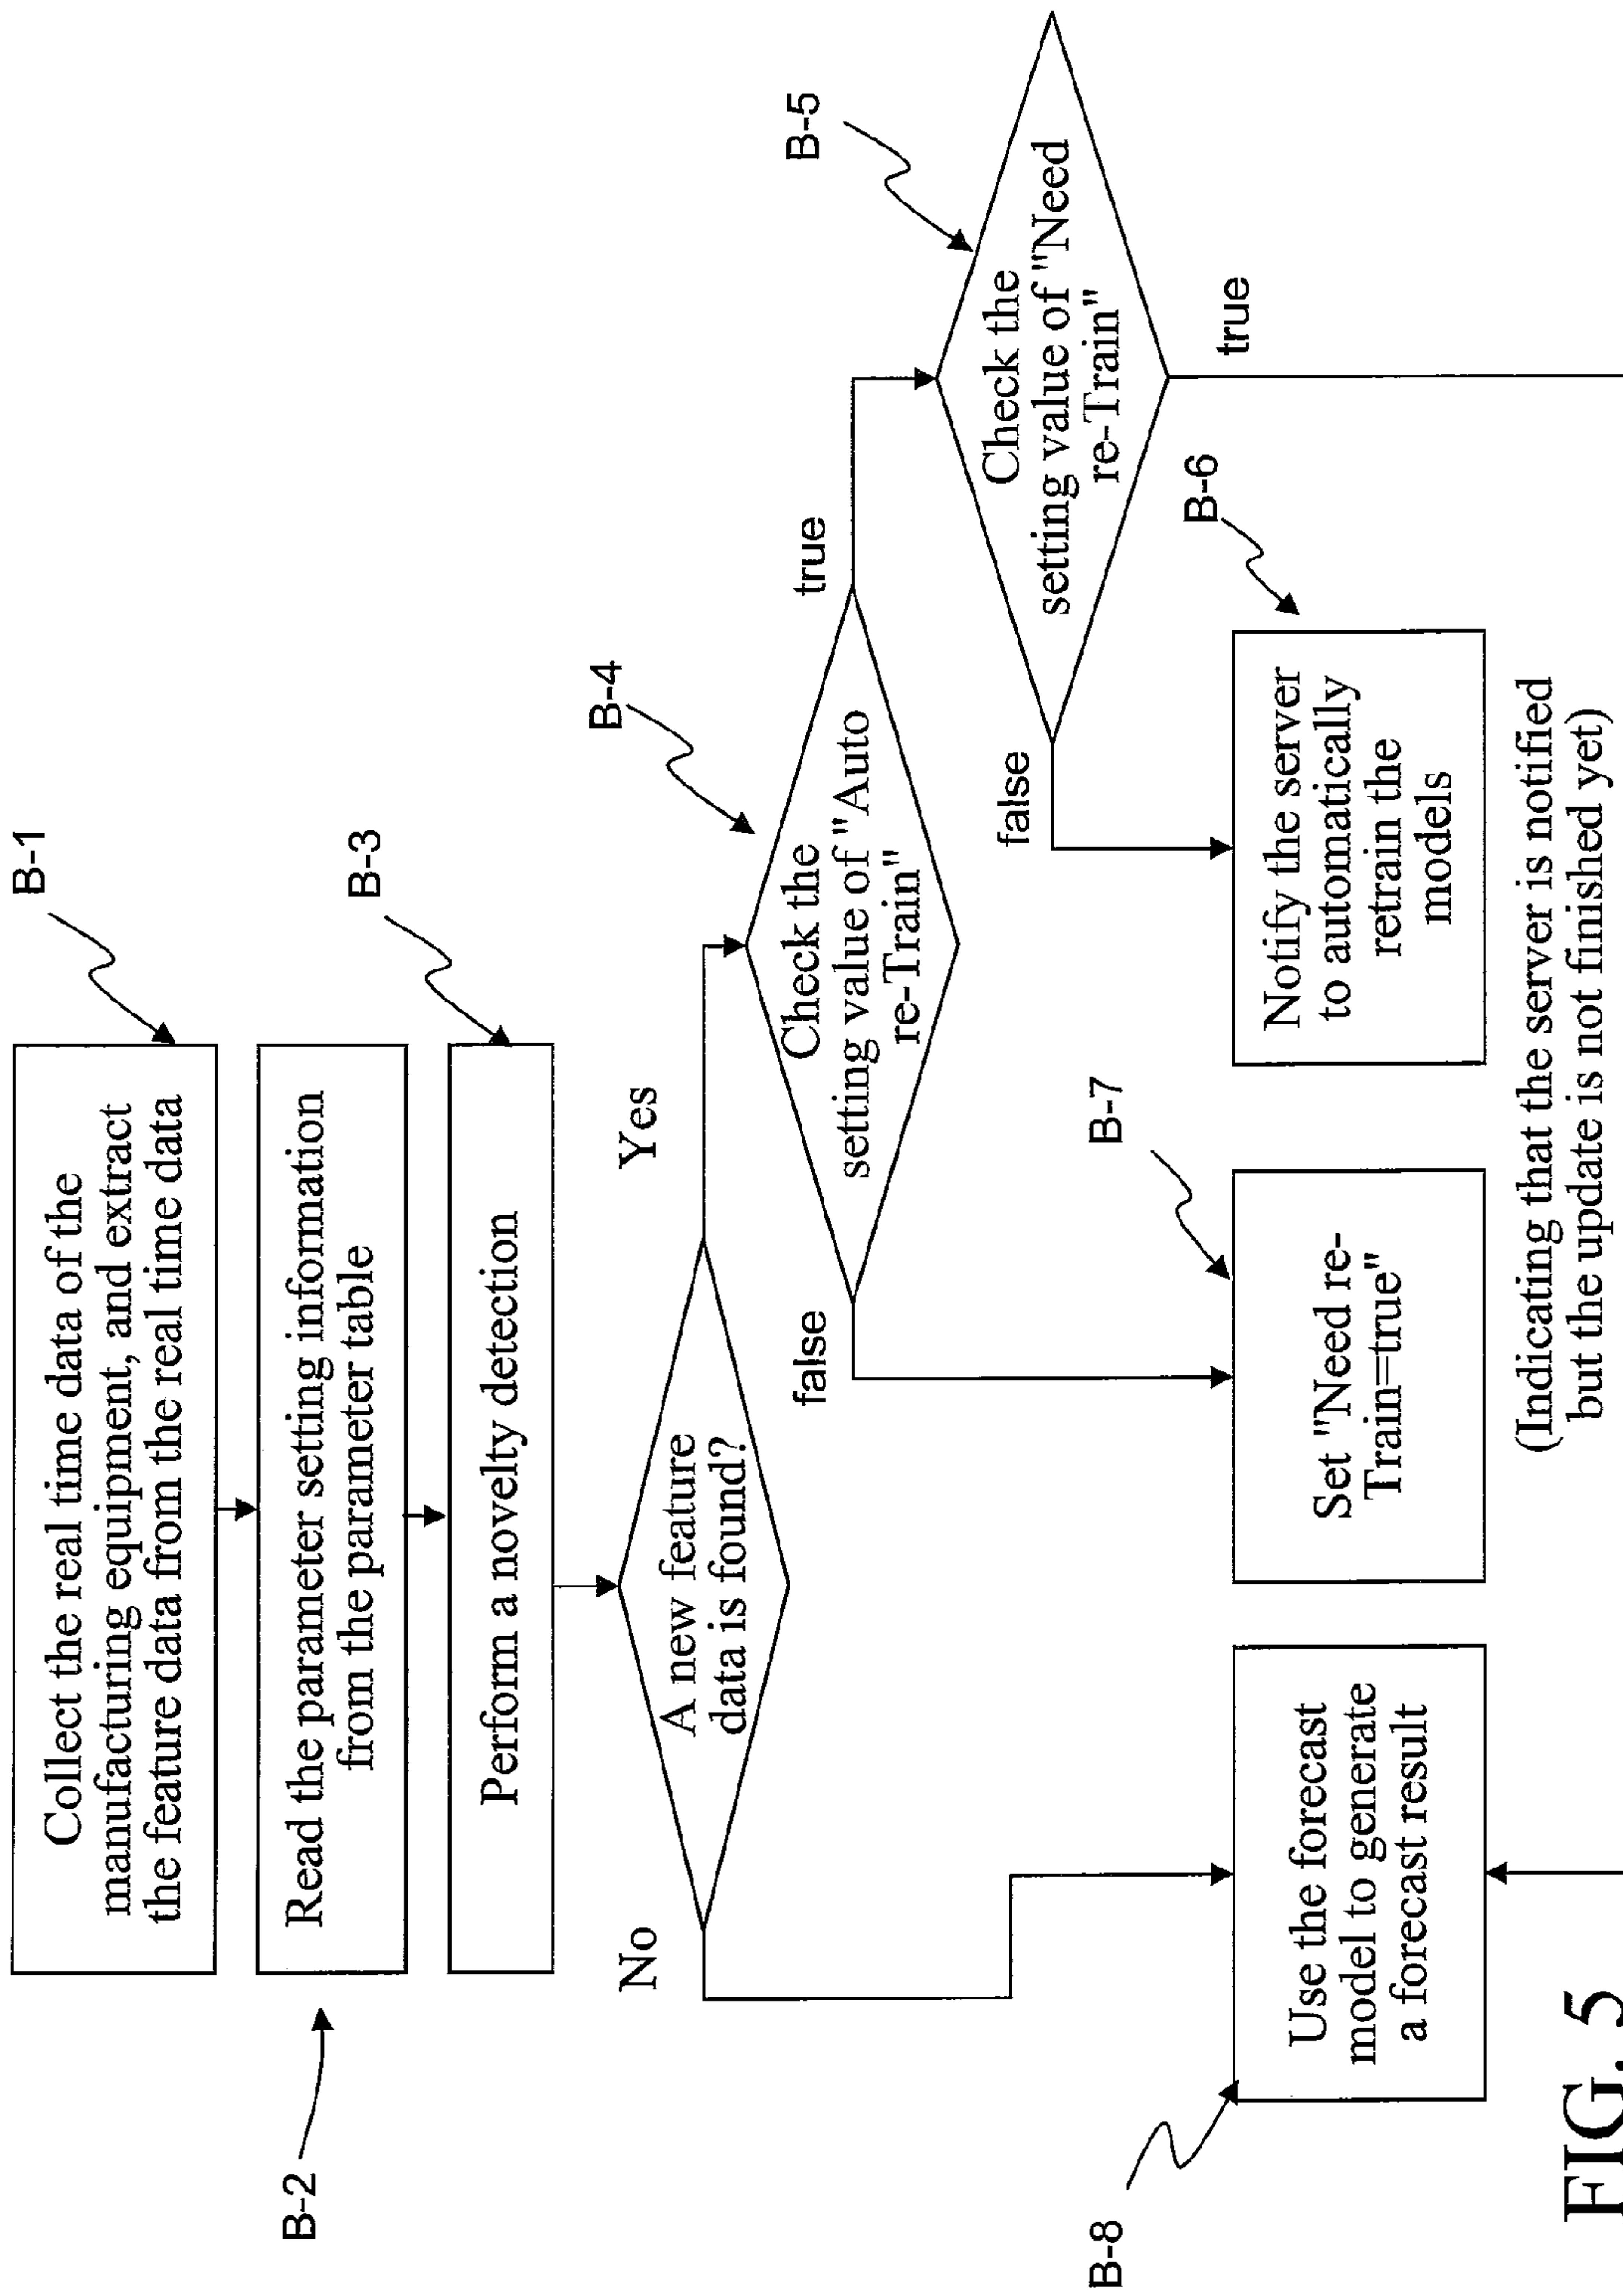 B-1
Collect the real time data of the
manufacturing equipment, and extract
the feature data from the real time data
B-2
Read the parameter setting information
from the parameter table
B-3
Perform a novelty detection
A new feature
data is found?
No
Yes
B-4
Check the
setting value of "Auto
re-Train"
false
true
B-5
Check the
setting value of "Need
re-Train"
false
true
B-8
Use the forecast
model to generate
a forecast result
B-7
Set "Need re-
Train=true"
B-6
Notify the server
to automatically
retrain the
models
(Indicating that the server is notified
but the update is not finished yet)
FIG. 5